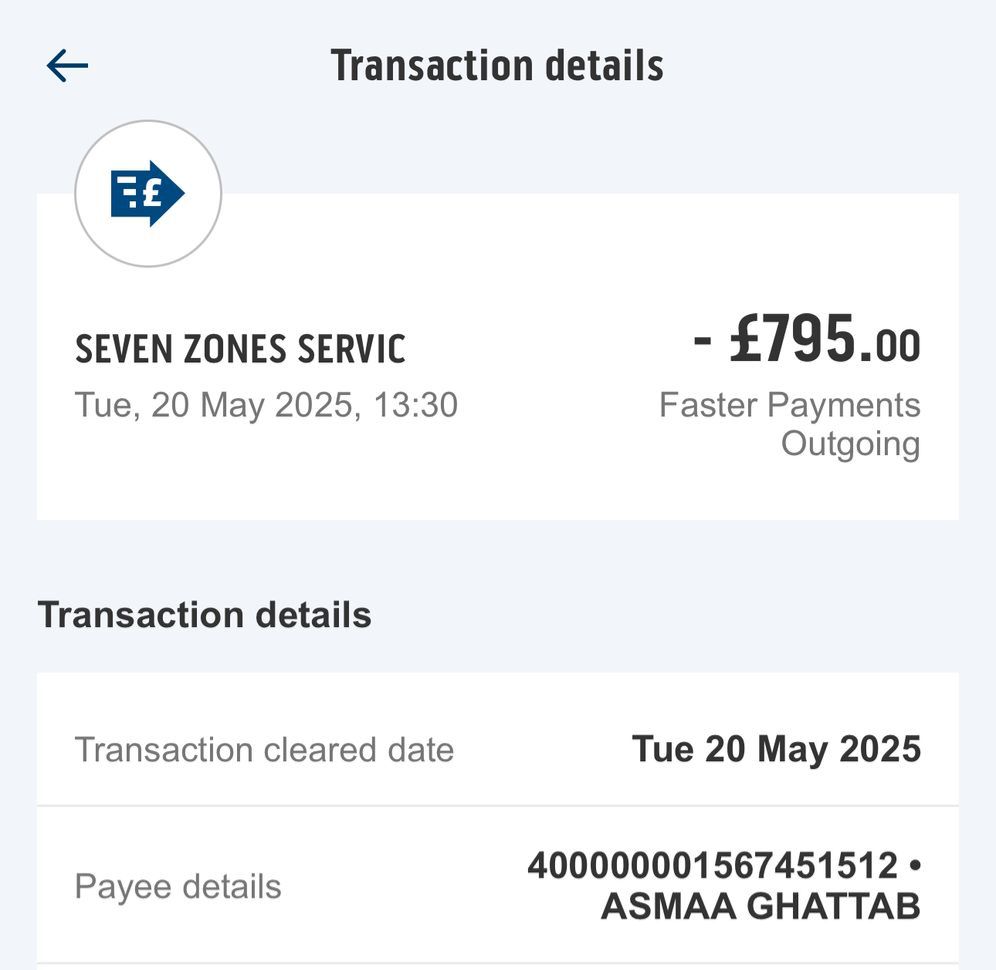 Transaction details
£
SEVEN ZONES SERVIC
- £795.00
Tue, 20 May 2025, 13:30
Faster Payments
Outgoing
Transaction details
Transaction cleared date
Tue 20 May 2025
Payee details
400000001567451512 •
ASMAA GHATTAB